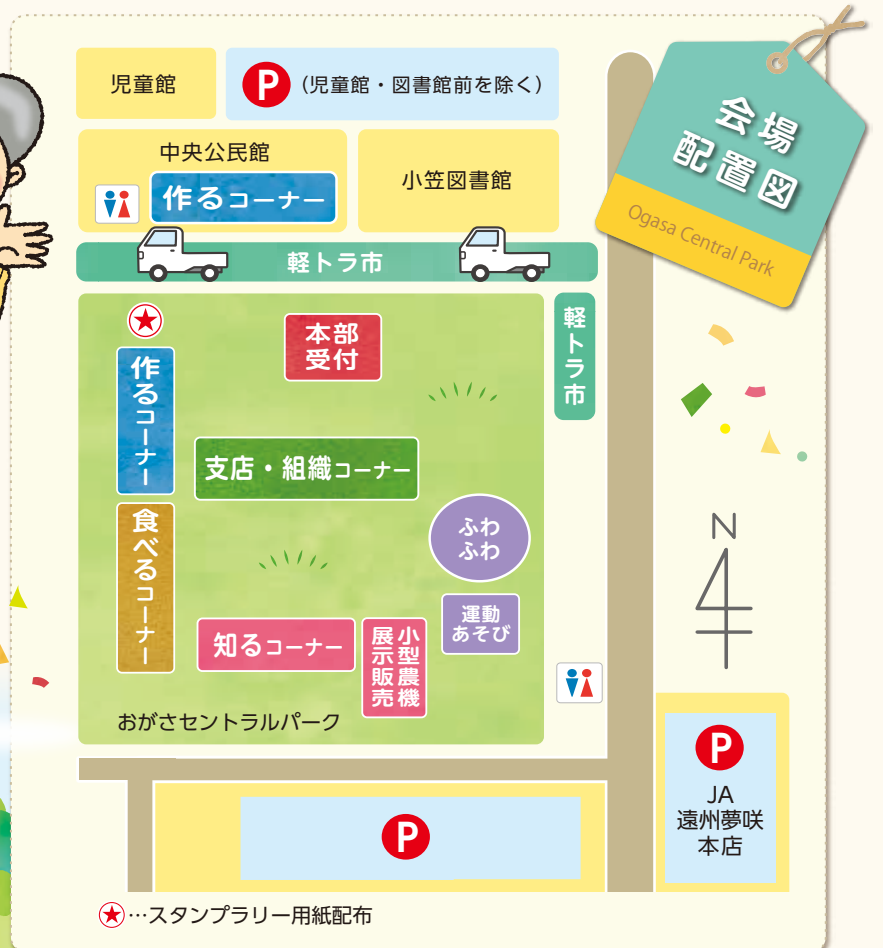 会場
配置図
Ogasa Central Park
児童館
P
(児童館・図書館前を除く)
中央公民館
作るコーナー
小笠図書館
軽トラ市
軽トラ市
本部
受付
作るコーナー
支店・組織コーナー
食べるコーナー
ふわ
ふわ
運動
あそび
知るコーナー
小型農機
展示販売
おがさセントラルパーク
N
P
JA
遠州夢咲
本店
P
…スタンプラリー用紙配布